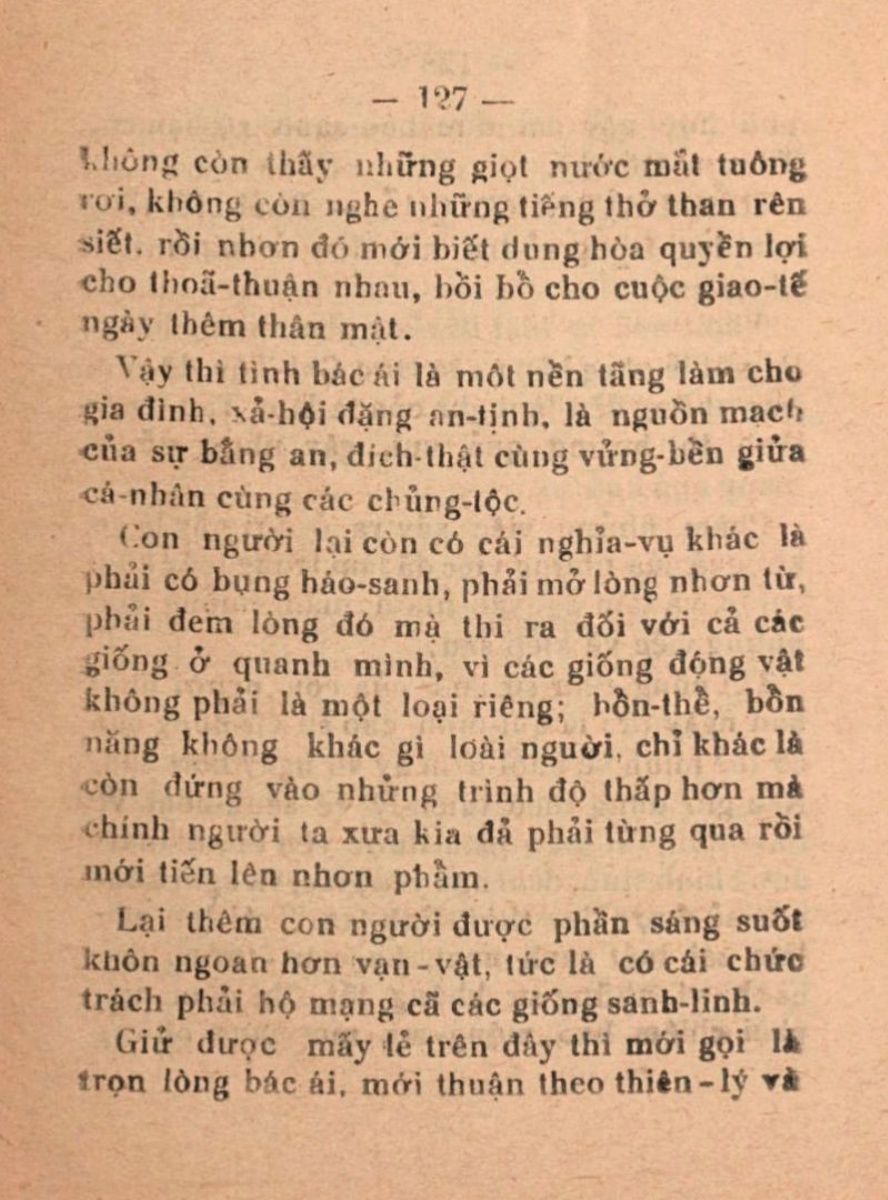 — 127 —
không còn thấy những giọt nước mắt tuông
rơi, không còn nghe những tiếng thở than rên
siết. rồi nhơn đó mới biết dung hòa quyền lợi
cho thoã-thuận nhau, bồi bổ cho cuộc giao-tế
ngày thêm thân mật.
Vậy thì tình bác ái là môt nền tãng làm cho
gia đình, xả-hội đặng an-tịnh, là nguồn mạch
của sự bằng an, đích-thật cùng vửng-bền giửa
cá-nhân cùng các chủng-tộc.
Con người lại còn có cái nghỉa-vụ khác là
phải có bụng háo-sanh, phải mở lòng nhơn từ,
phải đem lòng đó mà thi ra đối với cả các
giống ở quanh mình, vì các giống động vật
không phải là một loại riêng; bổn-thể, bổn
năng không khác gì loài nguời, chỉ khác là
còn đứng vào nhửng trình độ thấp hơn mà
chính người ta xưa kia đả phải từng qua rồi
mới tiến lên nhơn phẩm.
Lại thêm con người được phần sáng suốt
khôn ngoan hơn vạn-vật, tức là có cái chức
trách phải hộ mạng cã các giống sanh-linh.
Giử được mấy lẻ trên đây thì mới gọi là
trọn lòng bác ái, mới thuận theo thiên-lý và